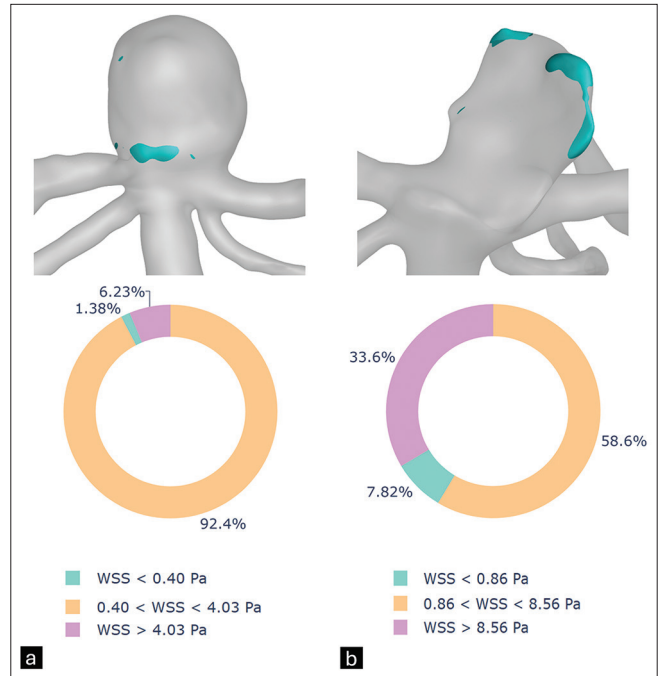 6.23%
1.38%
92.4%
WSS < 0.40 Pa
0.40 < WSS < 4.03 Pa
WSS > 4.03 Pa
a
33.6%
58.6%
7.82%
WSS < 0.86 Pa
0.86 < WSS < 8.56 Pa
WSS > 8.56 Pa
b